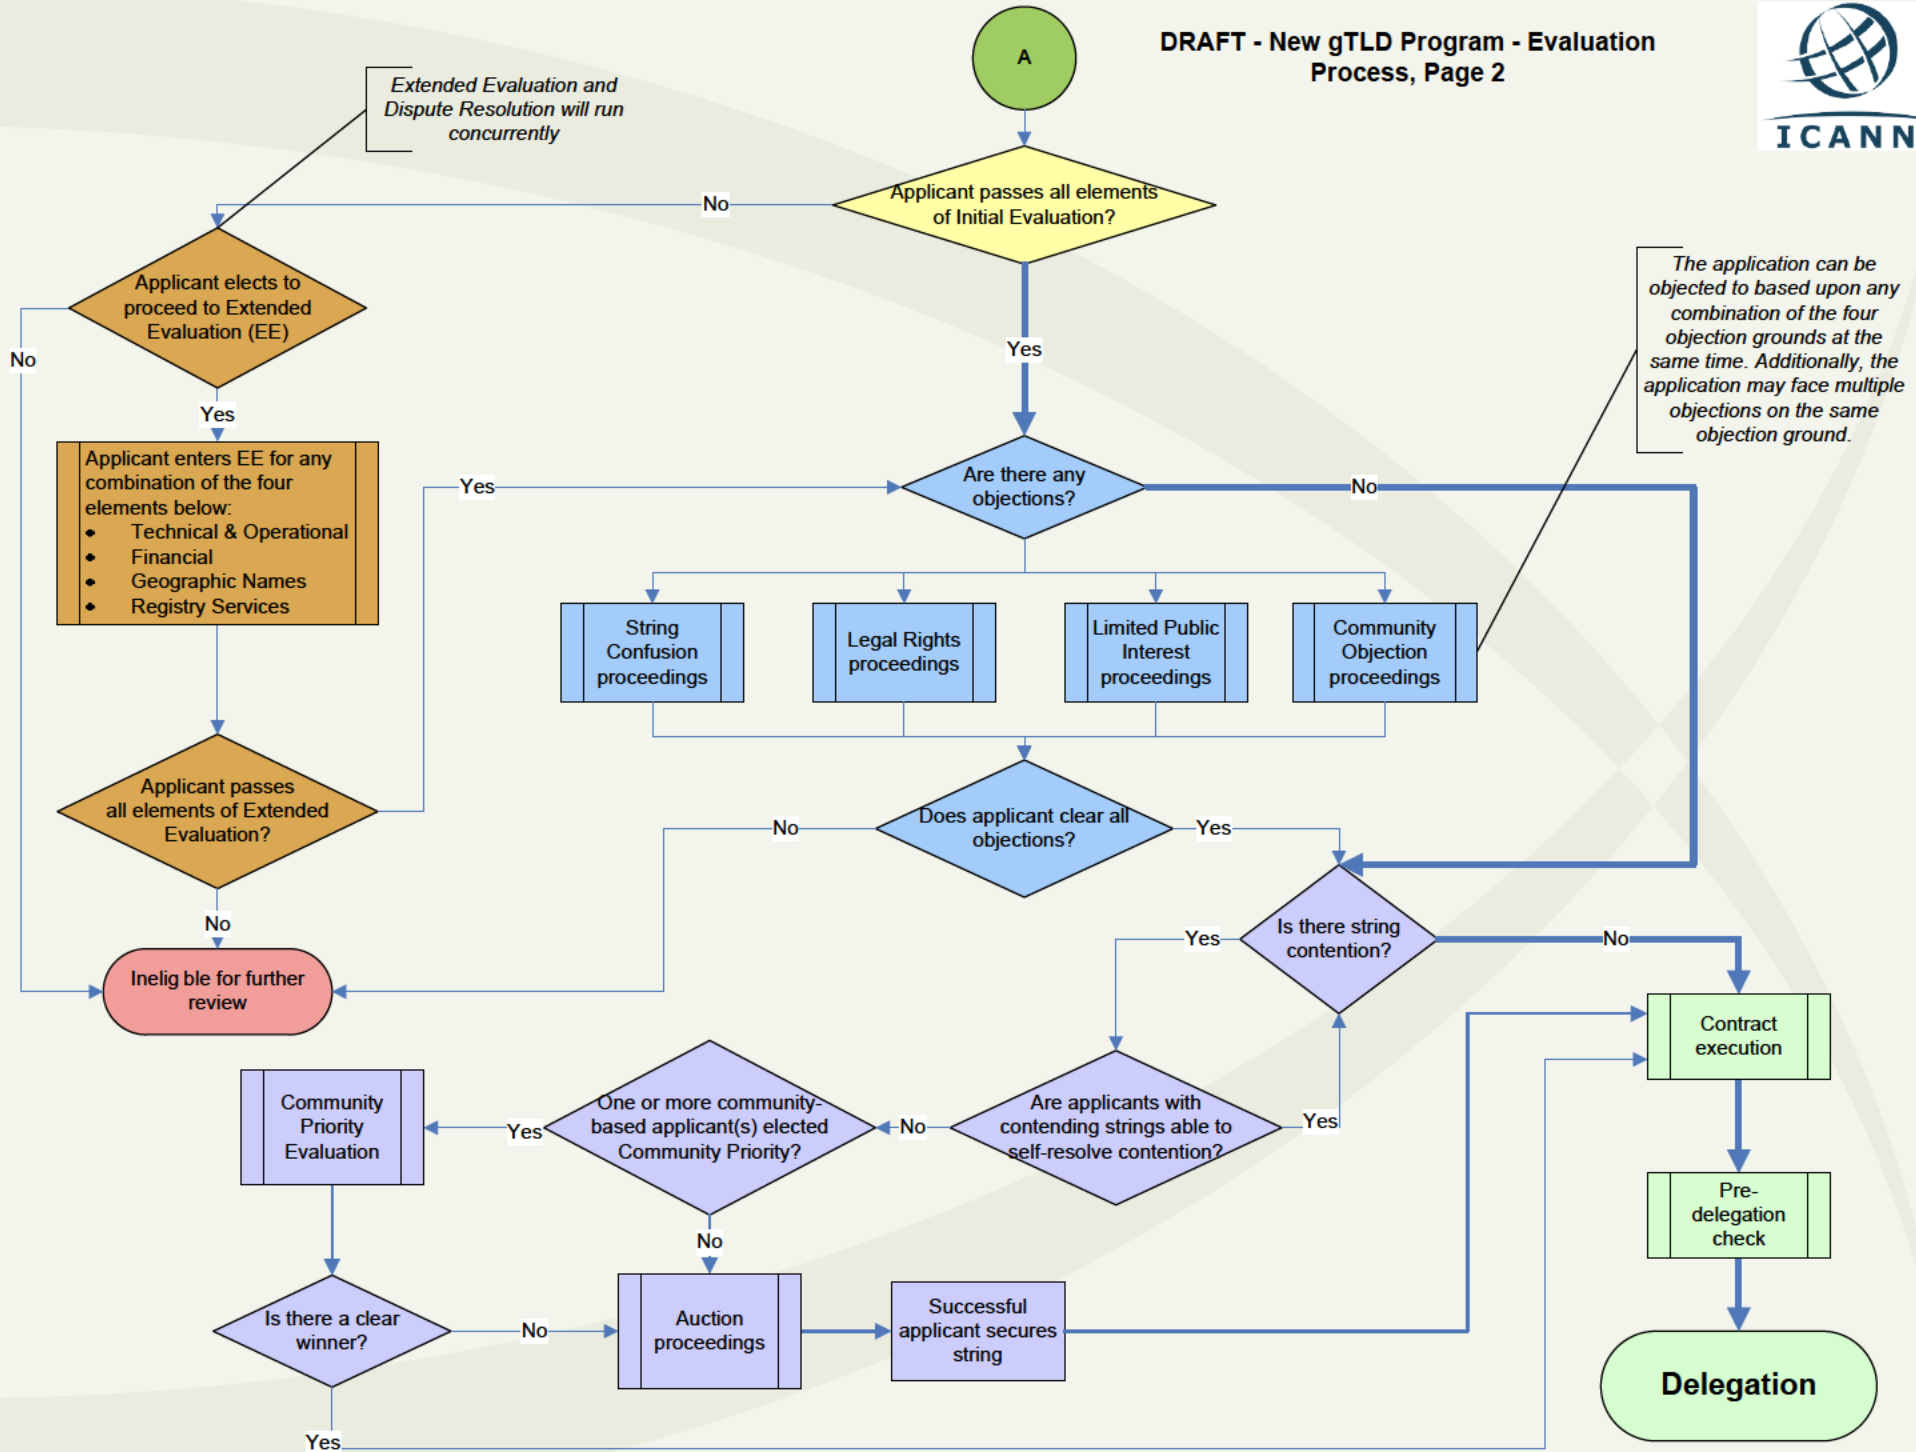 A
DRAFT - New gTLD Program - Evaluation
Process, Page 2
ICANN
Extended Evaluation and
Dispute Resolution will run
concurrently
Applicant passes all elements
of Initial Evaluation?
No
Yes
Applicant elects to
proceed to Extended
Evaluation (EE)
No
Yes
The application can be
objected to based upon any
combination of the four
objection grounds at the
same time. Additionally, the
application may face multiple
objections on the same
objection ground.
Applicant enters EE for any
combination of the four
elements below:
• Technical & Operational
• Financial
• Geographic Names
• Registry Services
Yes
Are there any
objections?
No
String
Confusion
proceedings
Legal Rights
proceedings
Limited Public
Interest
proceedings
Community
Objection
proceedings
Applicant passes
all elements of Extended
Evaluation?
No
Does applicant clear all
objections?
No
Yes
Inelig ble for further
review
Is there string
contention?
Yes
No
Contract
execution
Community
Priority
Evaluation
Yes
One or more community-
based applicant(s) elected
Community Priority?
No
Are applicants with
contending strings able to
self-resolve contention?
Yes
No
Pre-
delegation
check
Is there a clear
winner?
No
Auction
proceedings
Successful
applicant secures
string
Delegation
Yes